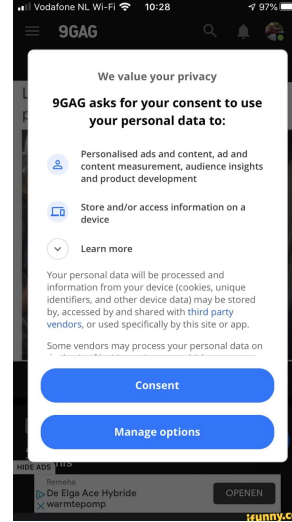 Vodafone NL Wi-Fi 10:28 97%
9GAG
We value your privacy
9GAG asks for your consent to use
your personal data to:
Personalised ads and content, ad and
content measurement, audience insights
and product development
Store and/or access information on a
device
Learn more
Your personal data will be processed and
information from your device (cookies, unique
identifiers, and other device data) may be stored
by, accessed by and shared with third party
vendors, or used specifically by this site or app.
Some vendors may process your personal data on
Consent
Manage options
HIDE ADS
Remeha
De Elga Ace Hybride
warmtepomp
OPENEN
ifunny.co